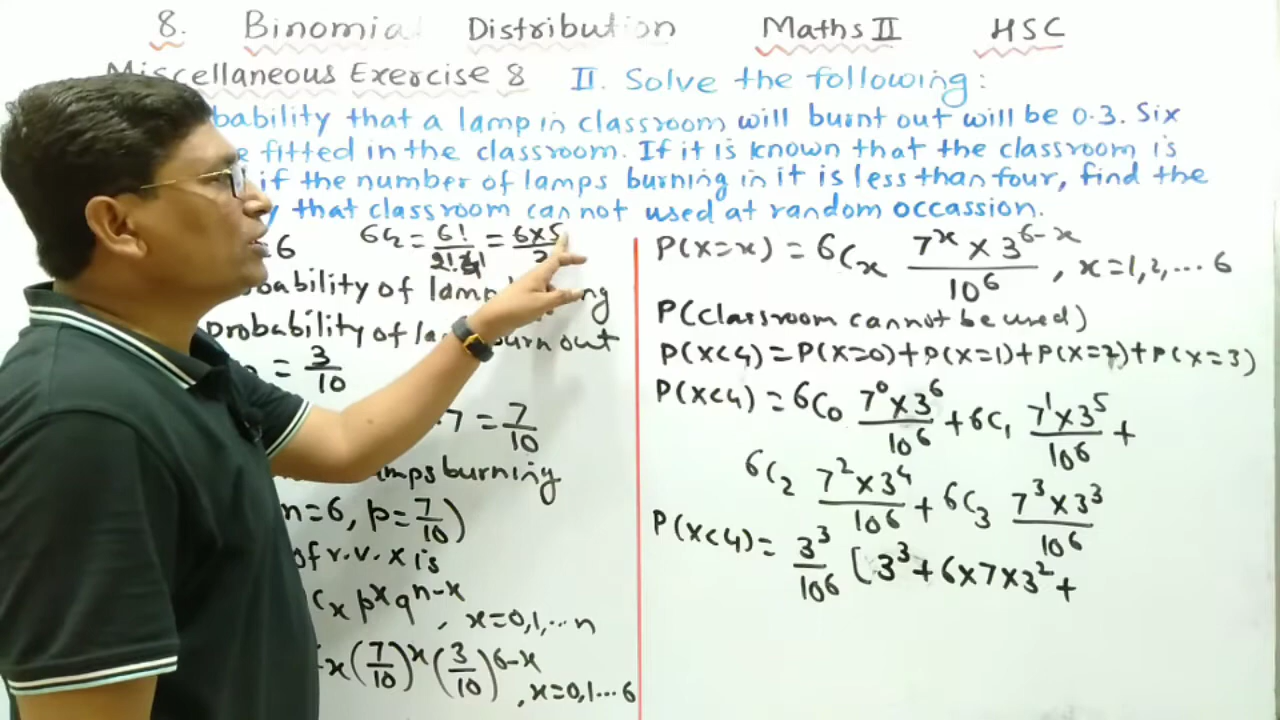 8. Binomial Distribution Maths II HSC
Miscellaneous Exercise 8 II. Solve the following:
bability that a lamp in classroom will burnt out will be 0.3. Six
fitted in the classroom. If it is known that the classroom is
if the number of lamps burning in it is less than four, find the
that classroom cannot used at random occassion.
=6 6C2 = 6!/2!.4! = 6×5/2
obability of lamp
probability of burn out
= 3/10
7 = 7/10
mps burning
n=6, p=7/10)
of r.v. X is
Cx p^x q^n-x , x=0,1,...n
x (7/10)^x (3/10)^6-x , x=0,1...6
P(X=x) = 6Cx 7^x × 3^6-x / 10^6 , x=1,2,...6
P(classroom cannot be used)
P(X<4)=P(X=0)+P(X=1)+P(X=2)+P(X=3)
P(X<4) = 6C0 7^0×3^6/10^6 + 6C1 7^1×3^5/10^6 +
6C2 7^2×3^4/10^6 + 6C3 7^3×3^3/10^6
P(X<4)= 3^3/10^6 [3^3+6×7×3^2+